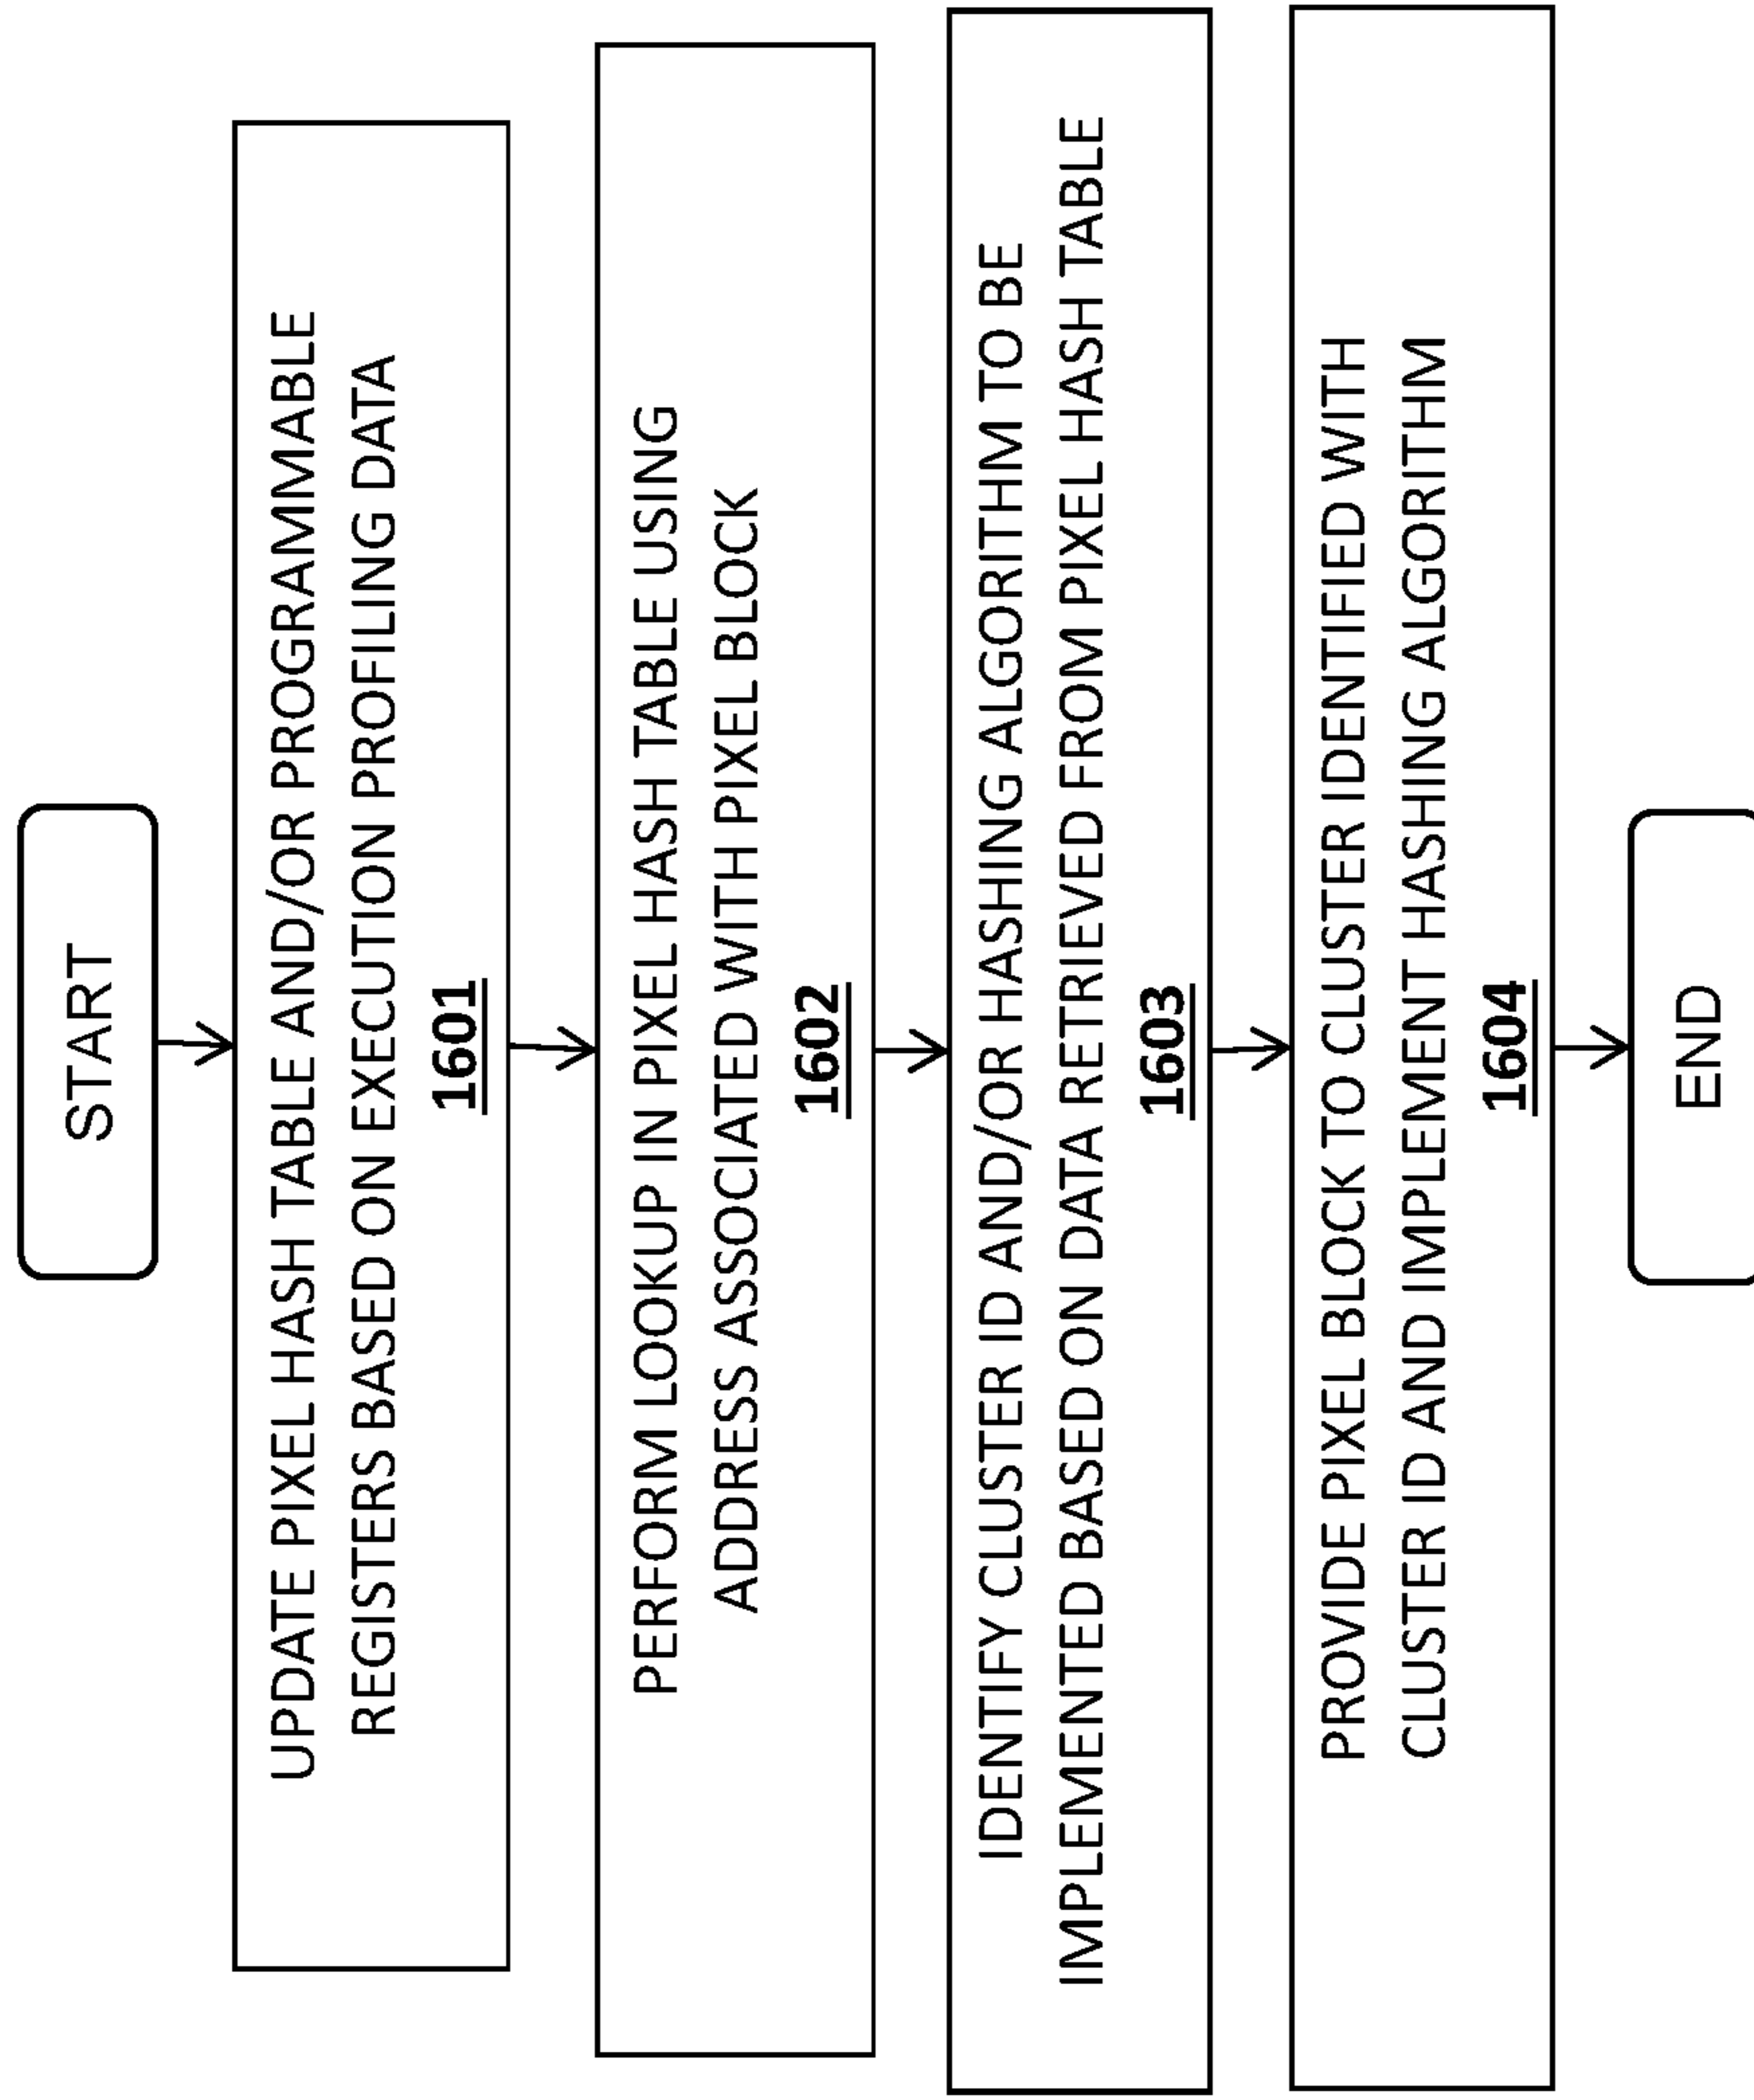 START
UPDATE PIXEL HASH TABLE AND/OR PROGRAMMABLE
REGISTERS BASED ON EXECUTION PROFILING DATA
1601
PERFORM LOOKUP IN PIXEL HASH TABLE USING
ADDRESS ASSOCIATED WITH PIXEL BLOCK
1602
IDENTIFY CLUSTER ID AND/OR HASHING ALGORITHM TO BE
IMPLEMENTED BASED ON DATA RETRIEVED FROM PIXEL HASH TABLE
1603
PROVIDE PIXEL BLOCK TO CLUSTER IDENTIFIED WITH
CLUSTER ID AND IMPLEMENT HASHING ALGORITHM
1604
END